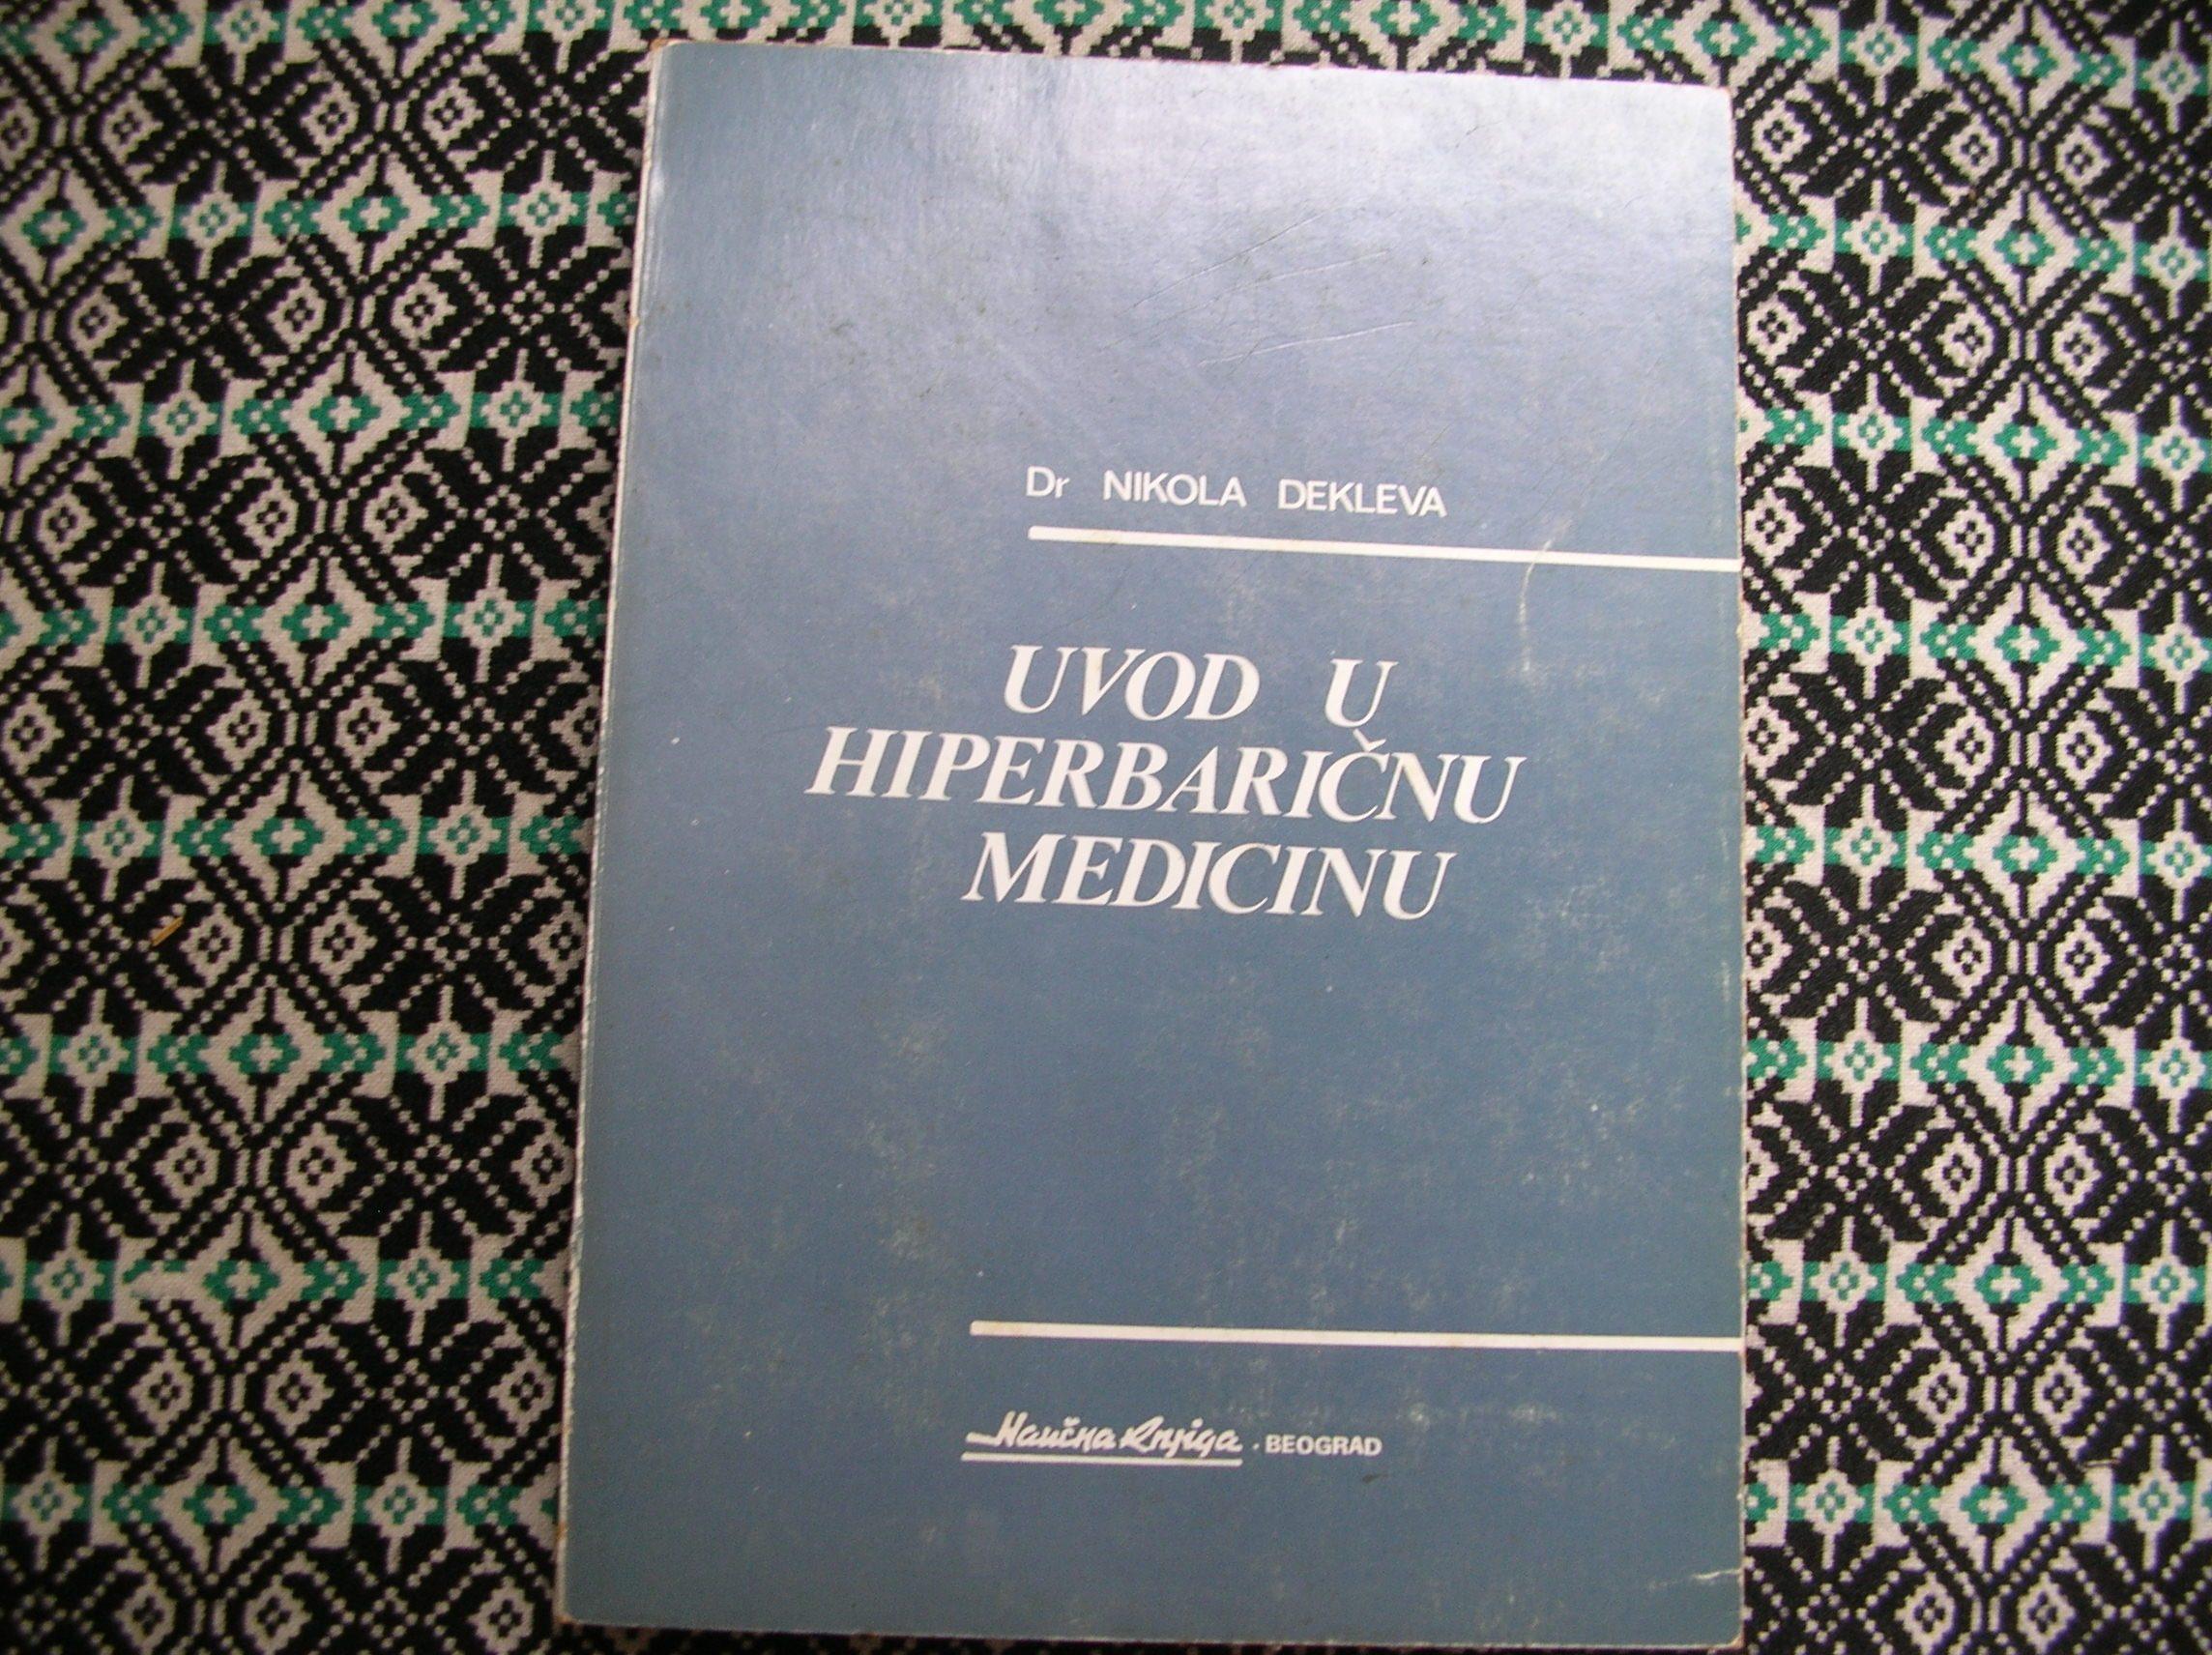 Dr NIKOLA DEKLEVA
UVOD U
HIPERBARIČNU
MEDICINU
Naučna Knjiga · BEOGRAD